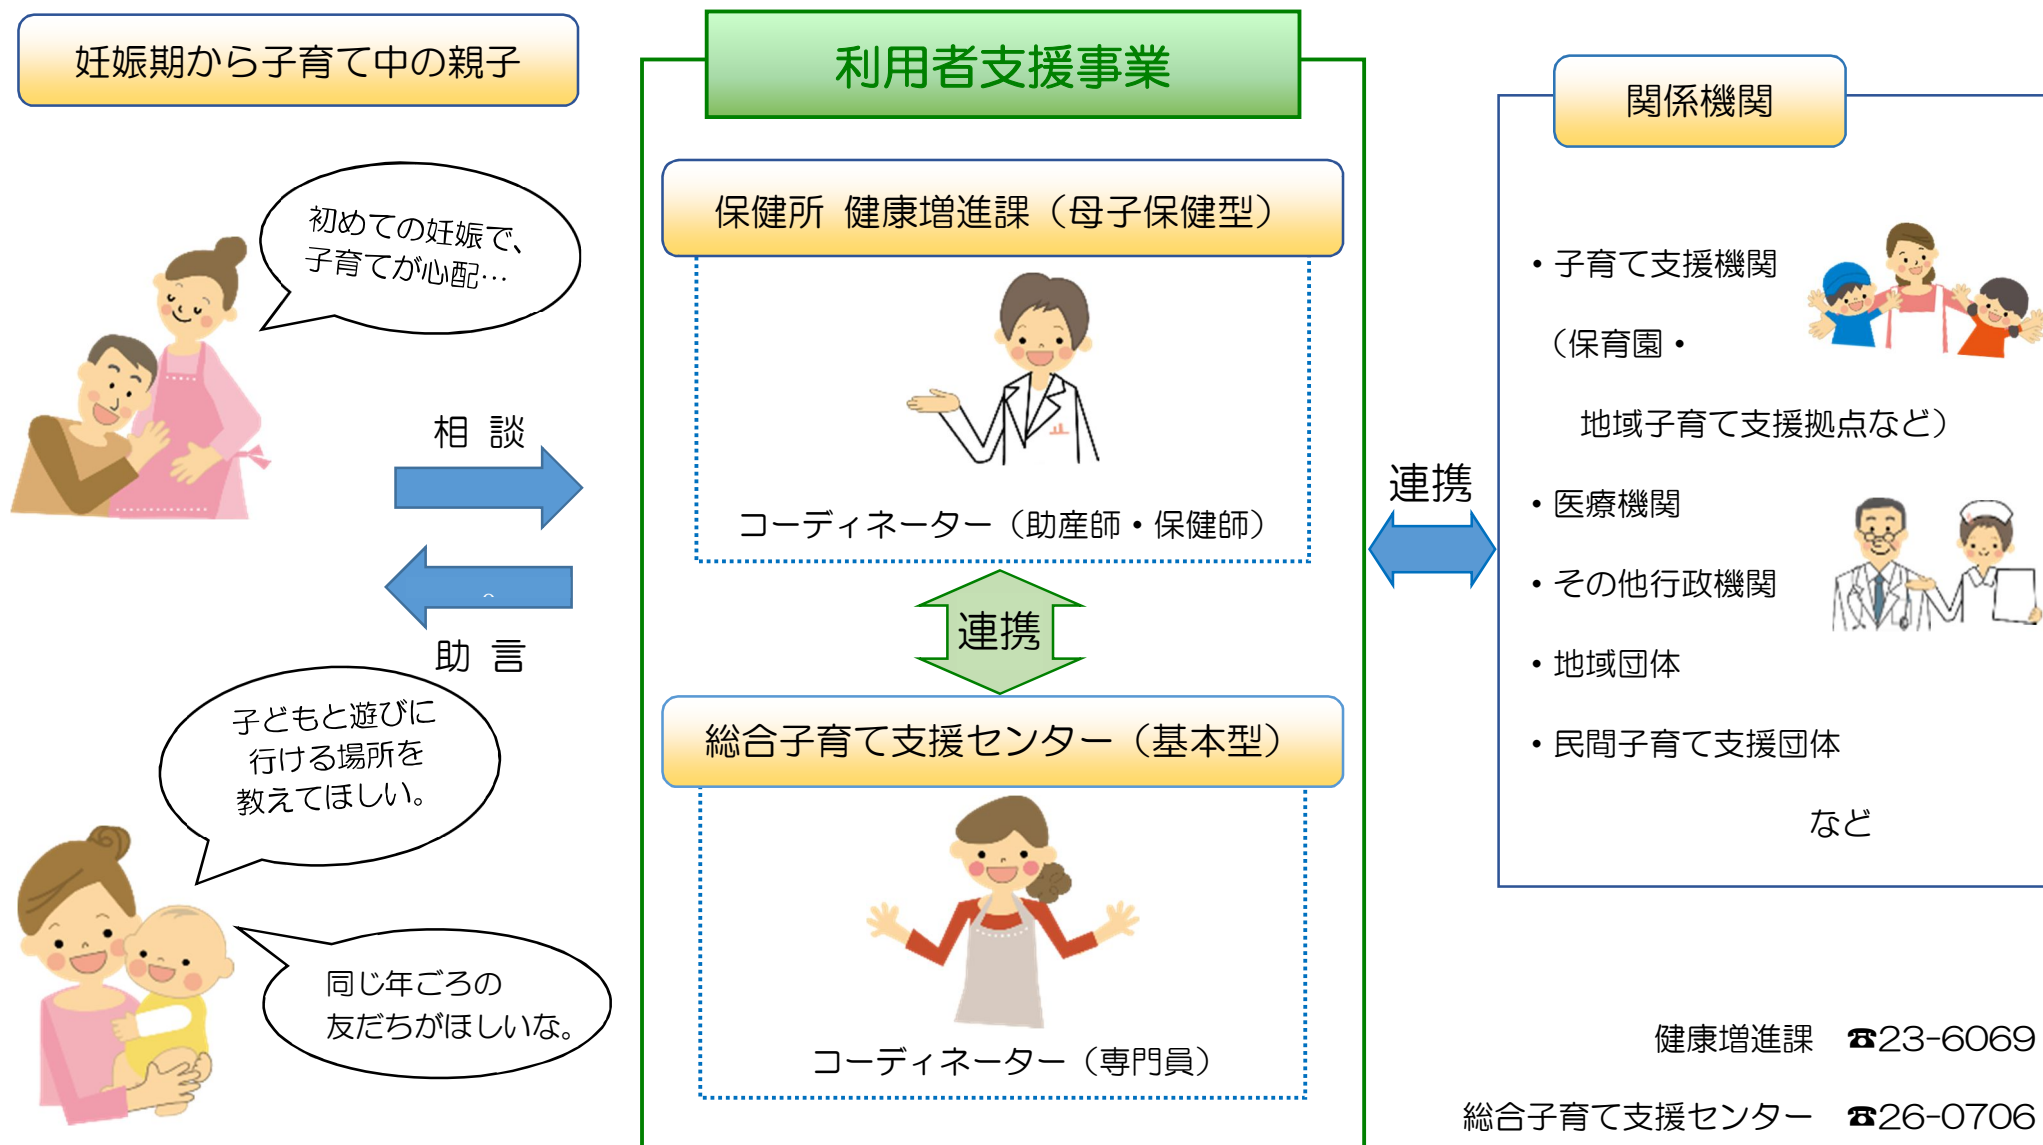 妊娠期から子育て中の親子
初めての妊娠で、
子育てが心配…
相 談
助 言
子どもと遊びに
行ける場所を
教えてほしい。
同じ年ごろの
友だちがほしいな。
利用者支援事業
保健所 健康増進課（母子保健型）
コーディネーター（助産師・保健師）
連携
総合子育て支援センター（基本型）
コーディネーター（専門員）
連携
関係機関
・子育て支援機関
（保育園・
地域子育て支援拠点など）
・医療機関
・その他行政機関
・地域団体
・民間子育て支援団体
など
健康増進課 ☎23-6069
総合子育て支援センター ☎26-0706